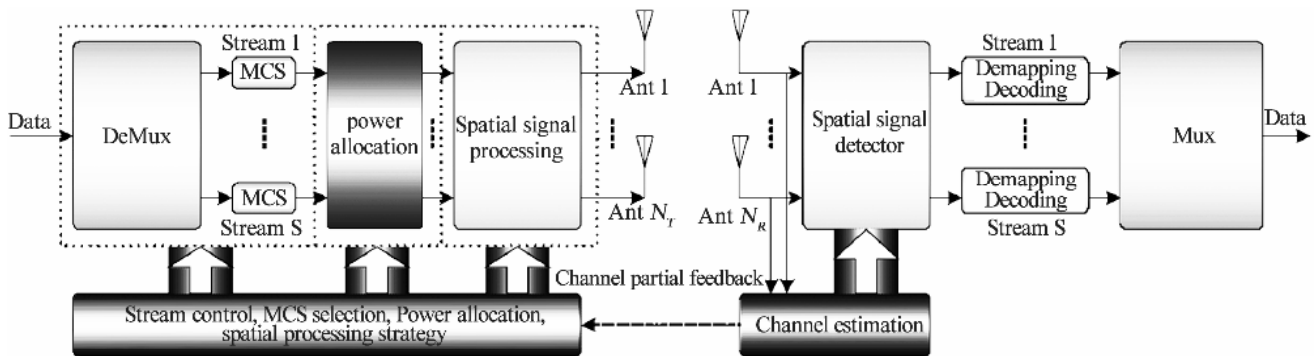 Data
DeMux
Stream 1
MCS
MCS
Stream S
power
allocation
Spatial signal
processing
Ant 1
Ant N_T
Ant 1
Ant N_R
Spatial signal
detector
Stream 1
Demapping
Decoding
Demapping
Decoding
Stream S
Mux
Data
Channel partial feedback
Stream control, MCS selection, Power allocation,
spatial processing strategy
Channel estimation